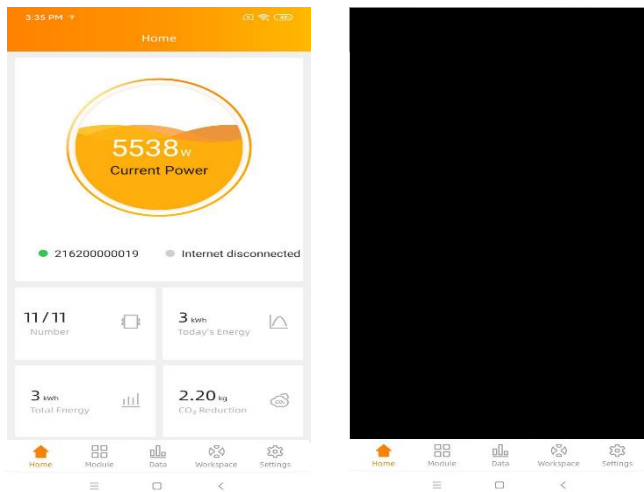 3:35 PM
Home
5538w
Current Power
216200000019
Internet disconnected
11/11
Number
3 kWh
Today's Energy
3 kWh
Total Energy
2.20 kg
CO₂ Reduction
Home
Module
Data
Workspace
Settings
Home
Module
Data
Workspace
Settings